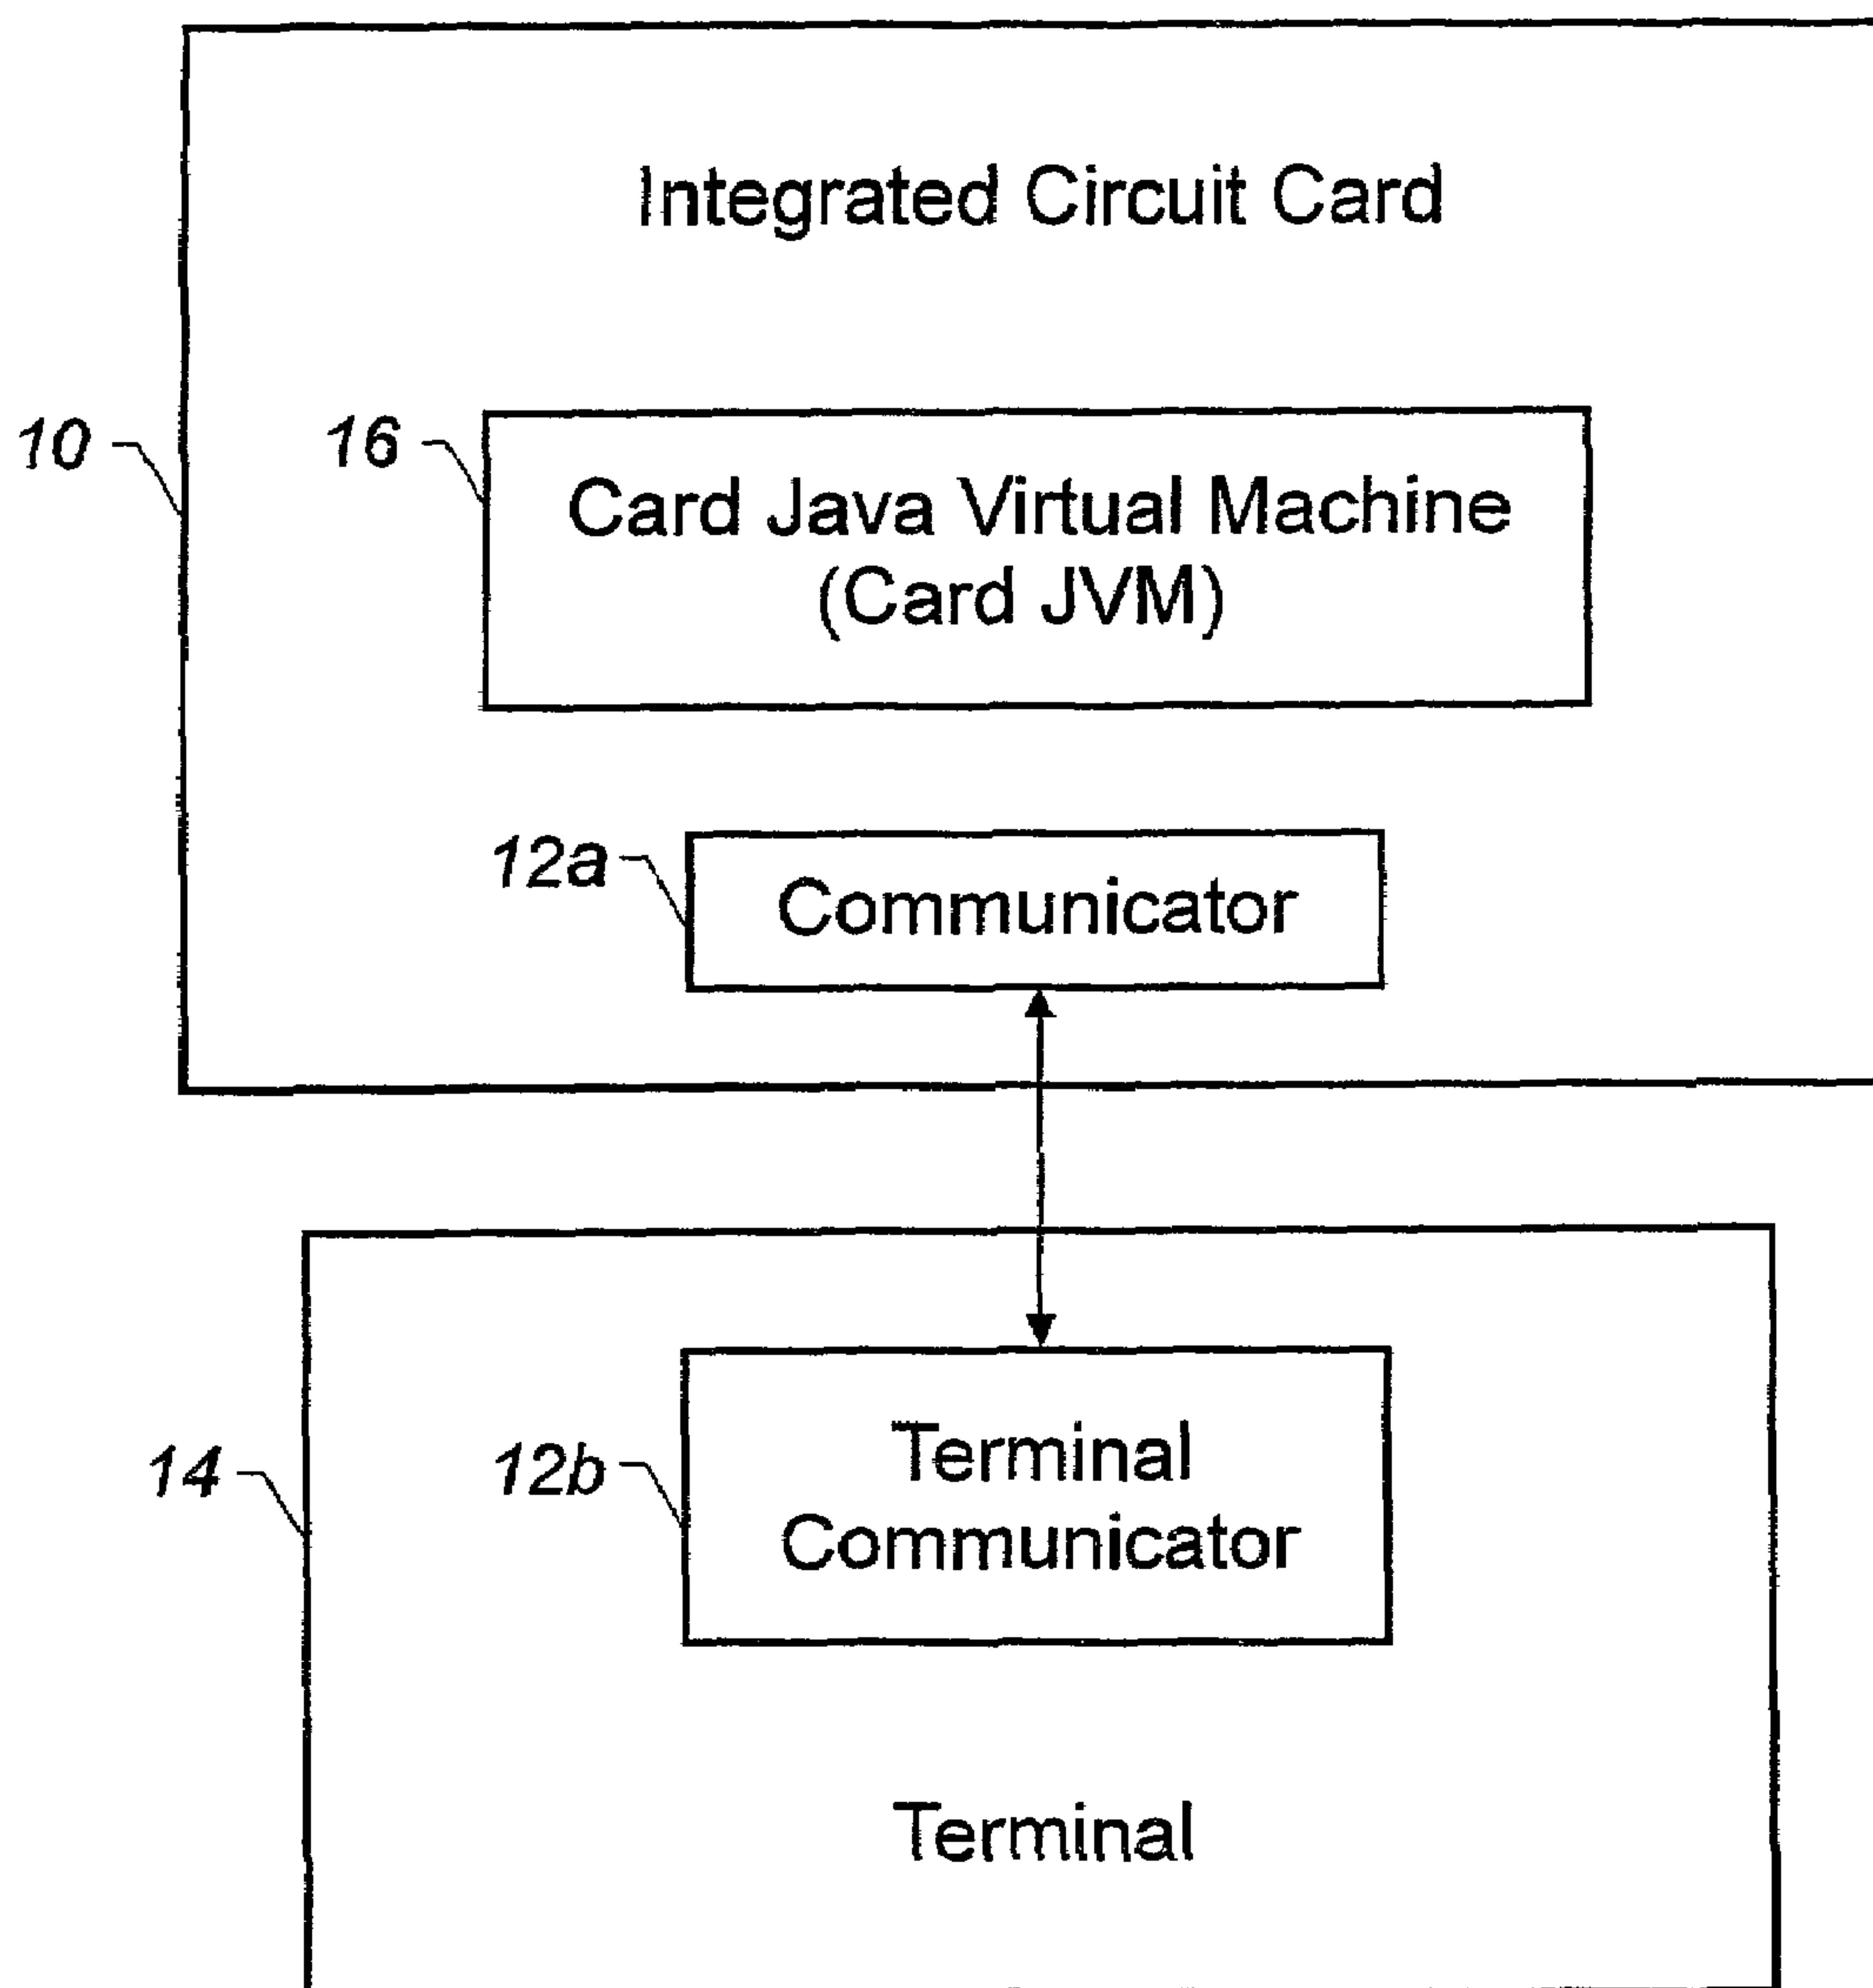 Integrated Circuit Card
10
16
Card Java Virtual Machine
(Card JVM)
12a
Communicator
14
12b
Terminal
Communicator
Terminal